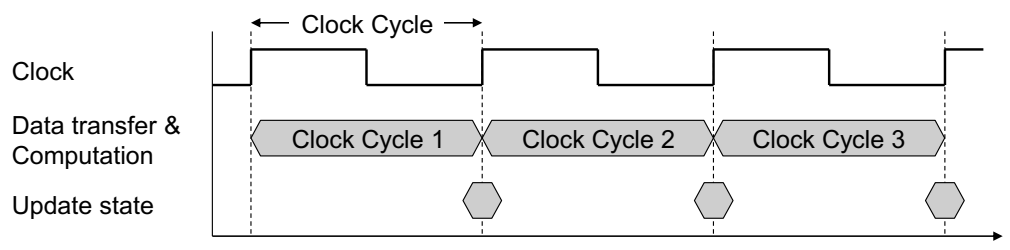 Clock Cycle
Clock
Data transfer &
Computation
Clock Cycle 1
Clock Cycle 2
Clock Cycle 3
Update state